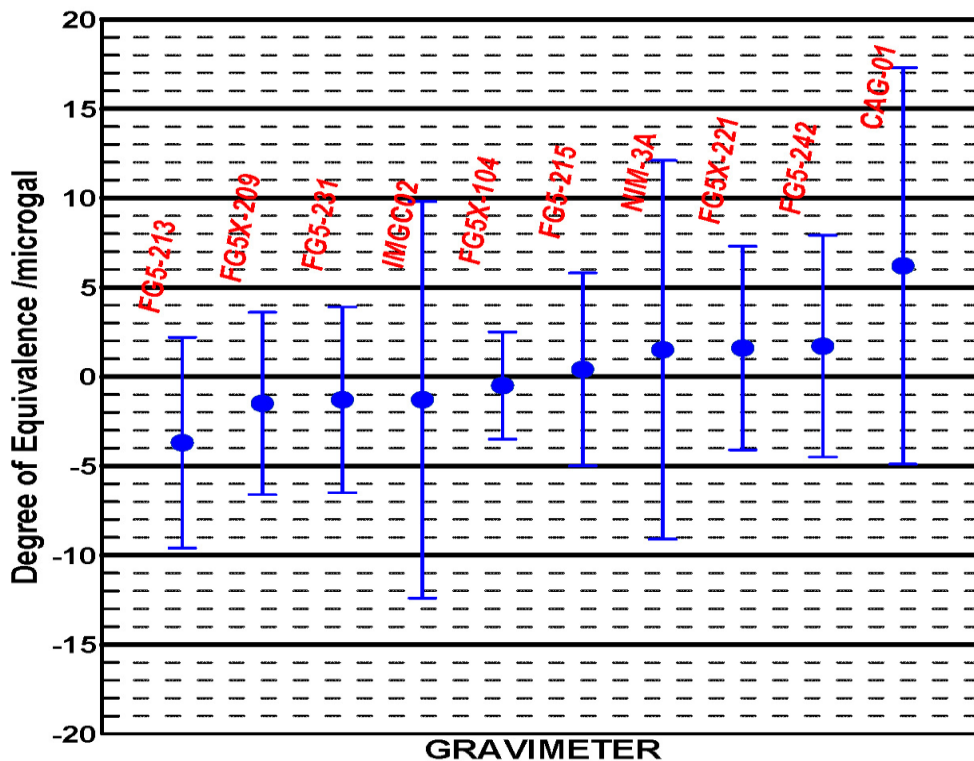 20
15
10
5
0
-5
-10
-15
-20
Degree of Equivalence /microgal
FG5-213
FG5X-209
FG5-231
IMGC02
FG5X-104
FG5-215
NIM-3A
FG5X-221
FG5-242
CAG-01
GRAVIMETER